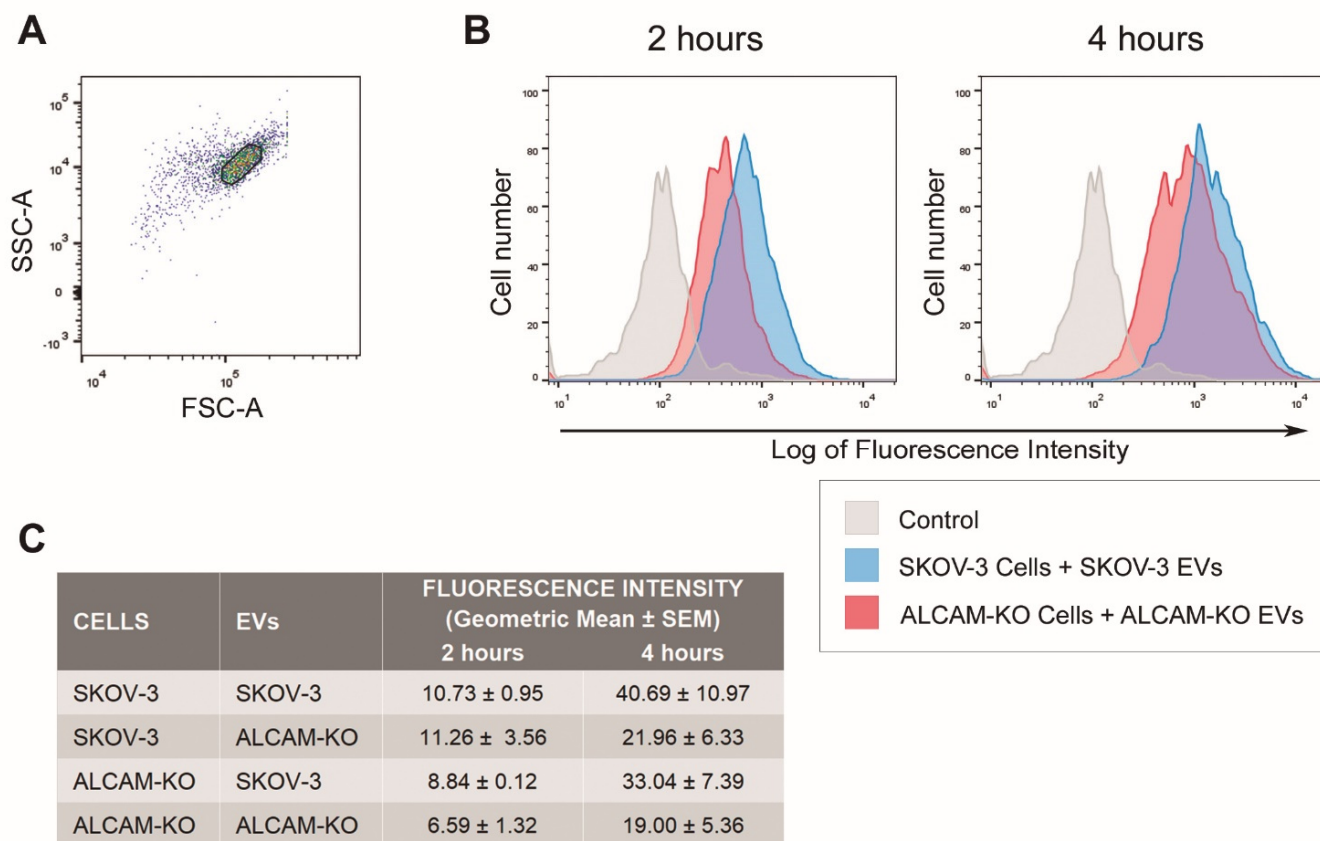 A
B
2 hours
4 hours
SSC-A
10^5
10^4
10^3
0
-10^3
10^4
10^5
FSC-A
Cell number
100
80
60
40
20
0
10^1
10^2
10^3
10^4
Cell number
100
80
60
40
20
0
10^1
10^2
10^3
10^4
Log of Fluorescence Intensity
Control
SKOV-3 Cells + SKOV-3 EVs
ALCAM-KO Cells + ALCAM-KO EVs
C
CELLS EVs FLUORESCENCE INTENSITY
(Geometric Mean ± SEM)
2 hours 4 hours
SKOV-3 SKOV-3 10.73 ± 0.95 40.69 ± 10.97
SKOV-3 ALCAM-KO 11.26 ± 3.56 21.96 ± 6.33
ALCAM-KO SKOV-3 8.84 ± 0.12 33.04 ± 7.39
ALCAM-KO ALCAM-KO 6.59 ± 1.32 19.00 ± 5.36